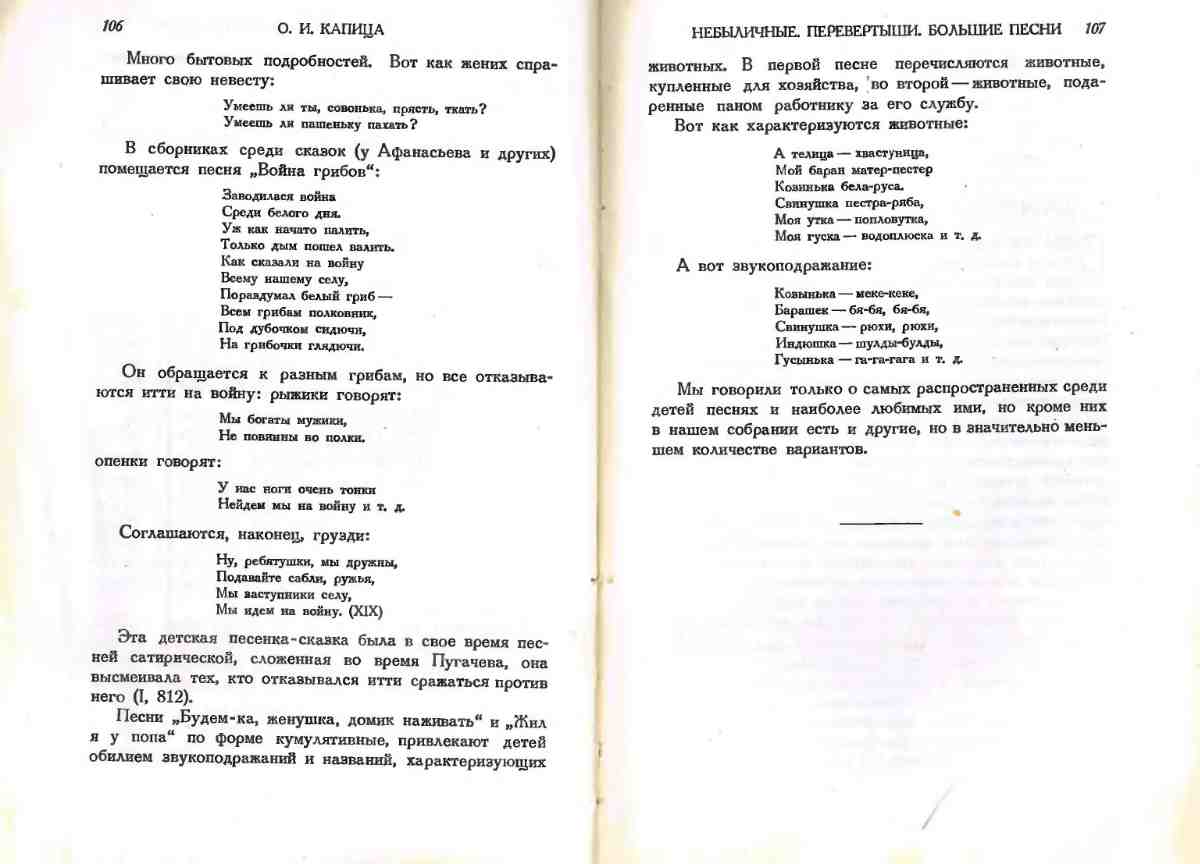 106
О. И. КАПИЦА
Много бытовых подробностей. Вот как жених спра-
шивает свою невесту:
Умеешь ли ты, совонька, прясть, ткать?
Умеешь ли пашеньку пахать?
В сборниках среди сказок (у Афанасьева и других)
помещается песня „Война грибов“:
Заводилася война
Среди белого дня.
Уж как начато палить,
Только дым пошел валить.
Как сказали на войну
Всему нашему селу,
Пораздумал белый гриб —
Всем грибам полковник,
Под дубочком сидючи,
На грибочки глядючи.
Он обращается к разным грибам, но все отказыва-
ются итти на войну: рыжики говорят:
Мы богаты мужики,
Не повинны во полки.
опенки говорят:
У нас ноги очень тонки
Нейдем мы на войну и т. д.
Соглашаются, наконец, грузди:
Ну, ребятушки, мы дружны,
Подавайте сабли, ружья,
Мы заступники селу,
Мы идем на войну. (XIX)
Эта детская песенка-сказка была в свое время пес-
ней сатирической, сложенная во время Пугачева, она
высмеивала тех, кто отказывался итти сражаться против
него (I, 812).
Песни „Будем-ка, женушка, домик наживать“ и „Жил
я у попа“ по форме кумулятивные, привлекают детей
обилием звукоподражаний и названий, характеризующих
НЕБЫЛИЧНЫЕ. ПЕРЕВЕРТЫШИ. БОЛЬШИЕ ПЕСНИ 107
животных. В первой песне перечисляются животные,
купленные для хозяйства, во второй — животные, пода-
ренные паном работнику за его службу.
Вот как характеризуются животные:
А телица — хвастуница,
Мой баран матер-пестер
Козинька бела-руса.
Свинушка пестра-ряба,
Моя утка — попловутка,
Моя гуска — водоплюска и т. д.
А вот звукоподражание:
Козынька — меке-кеке,
Барашек — бя-бя, бя-бя,
Свинушка — рюхи, рюхи,
Индюшка — шулды-булды,
Гусынька — га-га-гага и т. д.
Мы говорили только о самых распространенных среди
детей песнях и наиболее любимых ими, но кроме них
в нашем собрании есть и другие, но в значительно мень-
шем количестве вариантов.